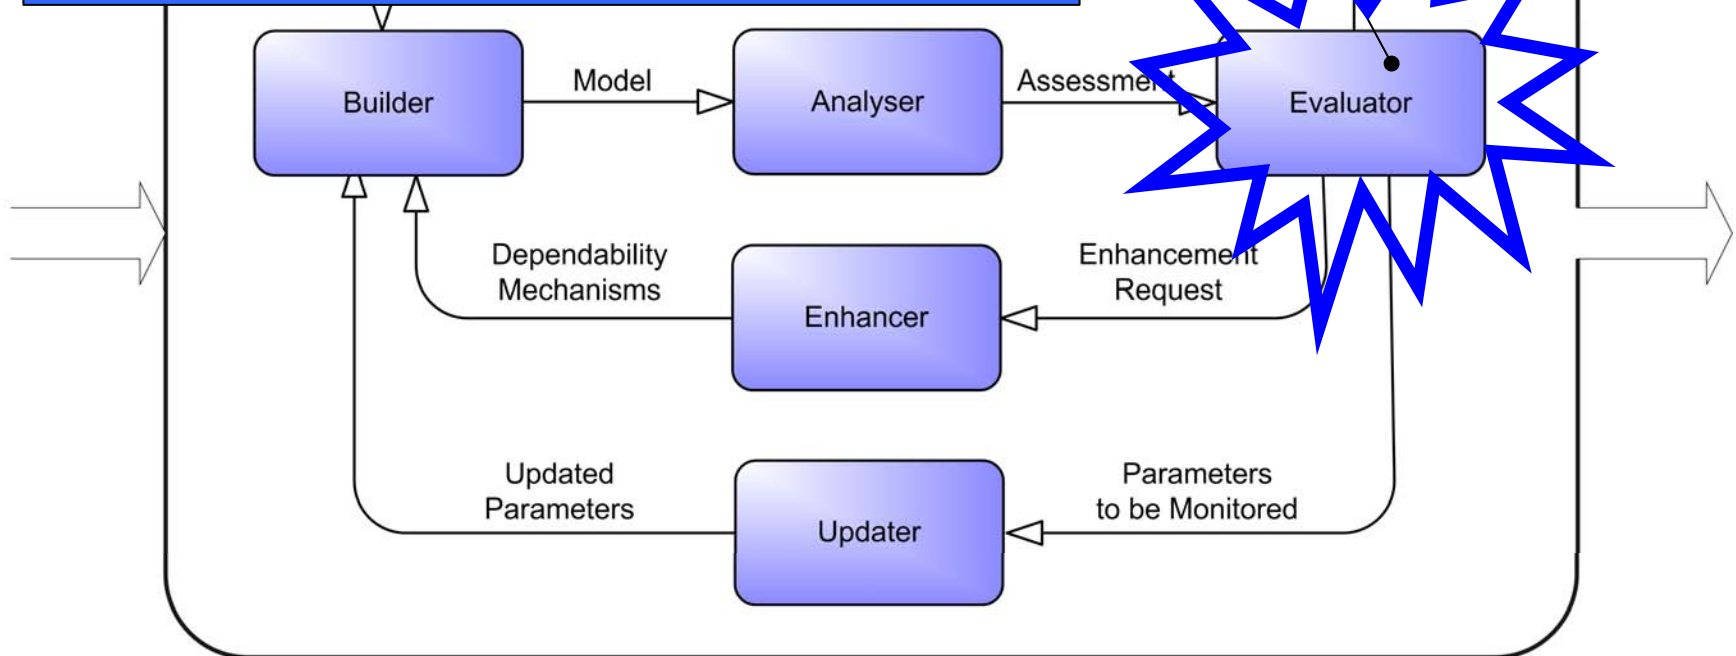 Model
Assessment
Builder
Analyser
Evaluator
Dependability
Mechanisms
Enhancement
Request
Enhancer
Updated
Parameters
Parameters
to be Monitored
Updater